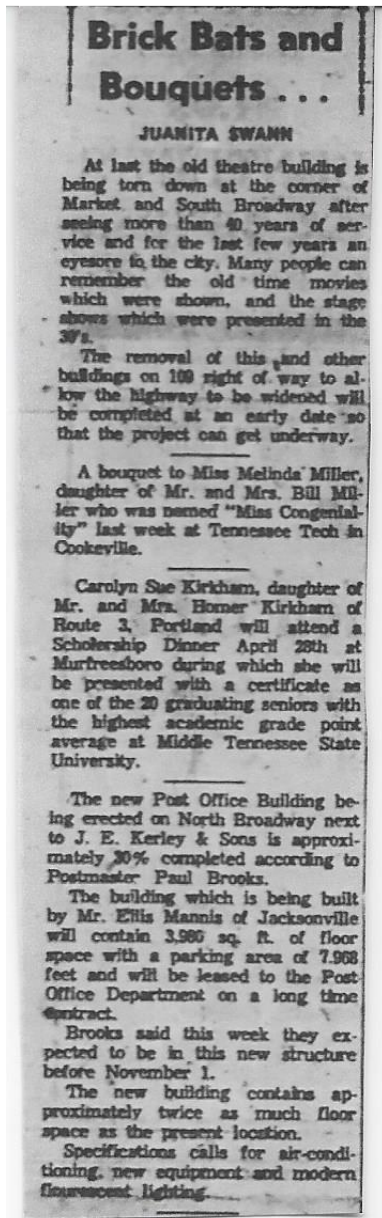 Brick Bats and
Bouquets . . .
JUANITA SWANN
At last the old theatre building is
being torn down at the corner of
Market and South Broadway after
seeing more than 40 years of ser-
vice and for the last few years an
eyesore to the city. Many people can
remember the old time movies
which were shown, and the stage
shows which were presented in the
30's.
The removal of this and other
buildings on 109 right of way to al-
low the highway to be widened will
be completed at an early date so
that the project can get underway.
A bouquet to Miss Melinda Miller,
daughter of Mr. and Mrs. Bill Mil-
ler who was named "Miss Congenial-
ity" last week at Tennessee Tech in
Cookeville.
Carolyn Sue Kirkham, daughter of
Mr. and Mrs. Homer Kirkham of
Route 3, Portland will attend a
Scholarship Dinner April 28th at
Murfreesboro during which she will
be presented with a certificate as
one of the 20 graduating seniors with
the highest academic grade point
average at Middle Tennessee State
University.
The new Post Office Building be-
ing erected on North Broadway next
to J. E. Kerley & Sons is approxi-
mately 30% completed according to
Postmaster Paul Brooks.
The building which is being built
by Mr. Ellis Mannis of Jacksonville
will contain 3,986 sq. ft. of floor
space with a parking area of 7.968
feet and will be leased to the Post
Office Department on a long time
contract.
Brooks said this week they ex-
pected to be in this new structure
before November 1.
The new building contains ap-
proximately twice as much floor
space as the present location.
Specifications calls for air-condi-
tioning, new equipment and modern
flourescent lighting.